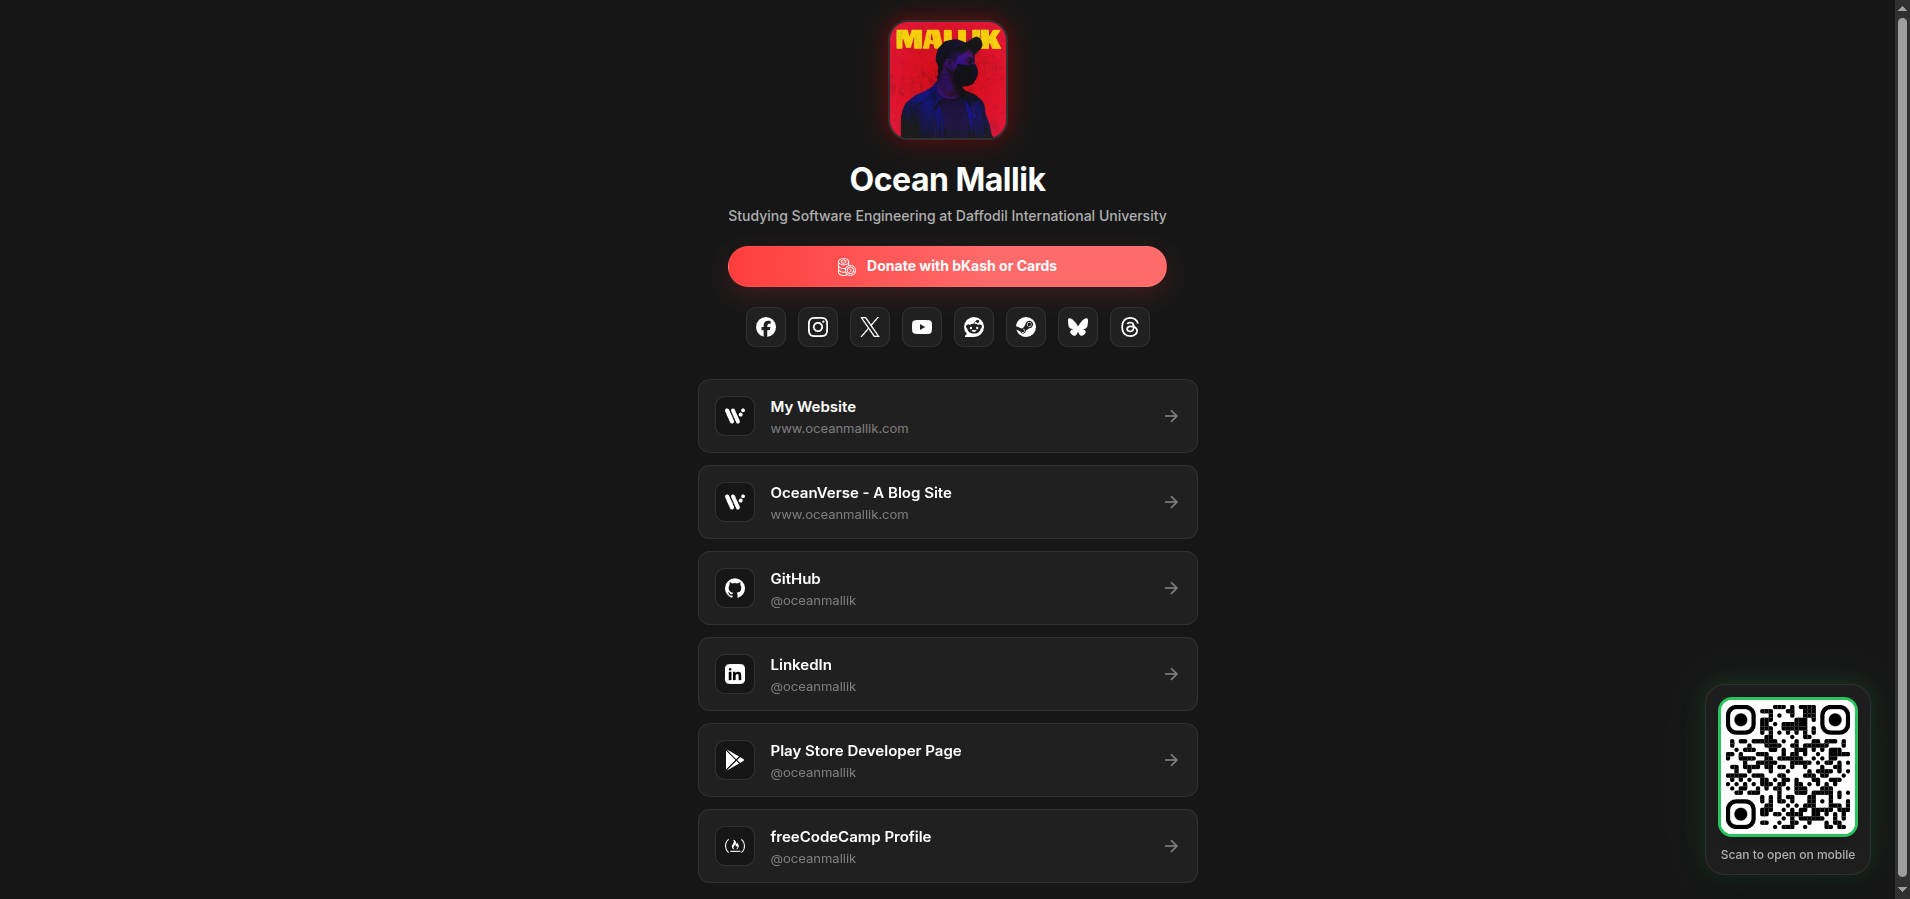 MALLIK
Ocean Mallik
Studying Software Engineering at Daffodil International University
Donate with bKash or Cards
My Website
www.oceanmallik.com
OceanVerse - A Blog Site
www.oceanmallik.com
GitHub
@oceanmallik
LinkedIn
@oceanmallik
Play Store Developer Page
@oceanmallik
freeCodeCamp Profile
@oceanmallik
Scan to open on mobile